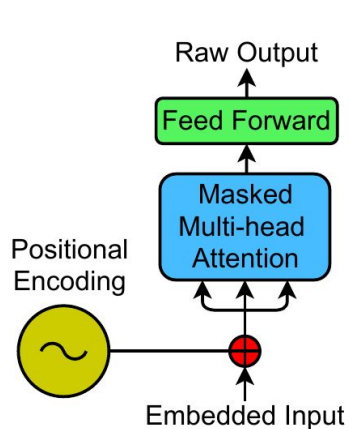 Raw Output
Feed Forward
Masked
Multi-head
Attention
Positional
Encoding
Embedded Input